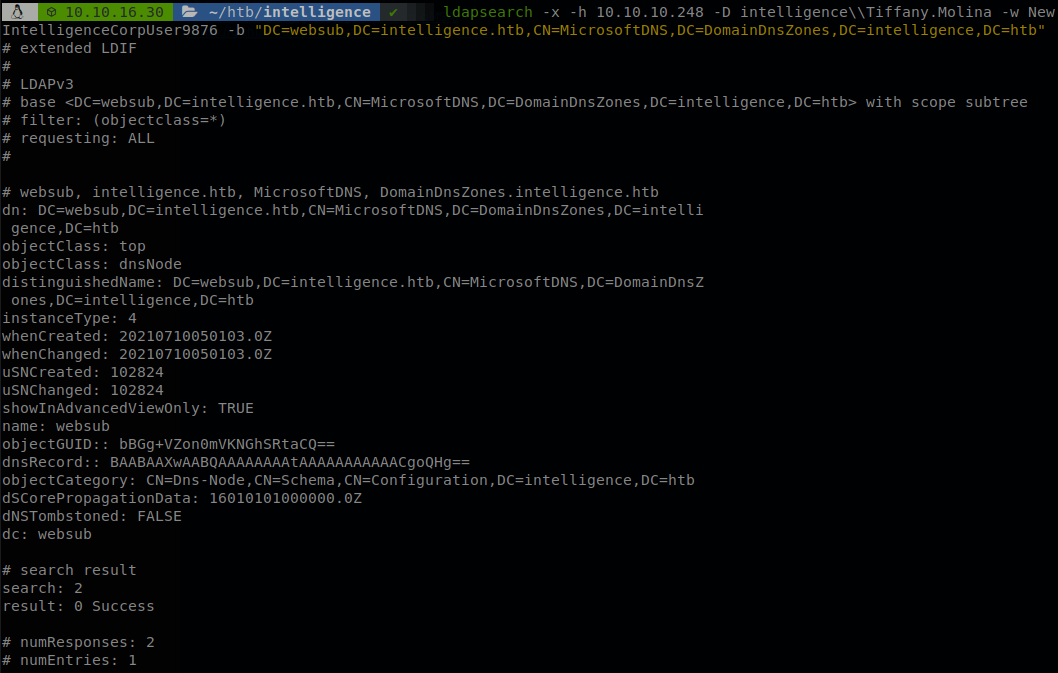 10.10.16.30 ~/htb/intelligence ✔ ldapsearch -x -h 10.10.10.248 -D intelligence\\Tiffany.Molina -w New
IntelligenceCorpUser9876 -b "DC=websub,DC=intelligence.htb,CN=MicrosoftDNS,DC=DomainDnsZones,DC=intelligence,DC=htb"
# extended LDIF
#
# LDAPv3
# base <DC=websub,DC=intelligence.htb,CN=MicrosoftDNS,DC=DomainDnsZones,DC=intelligence,DC=htb> with scope subtree
# filter: (objectclass=*)
# requesting: ALL
#
# websub, intelligence.htb, MicrosoftDNS, DomainDnsZones.intelligence.htb
dn: DC=websub,DC=intelligence.htb,CN=MicrosoftDNS,DC=DomainDnsZones,DC=intelli
 gence,DC=htb
objectClass: top
objectClass: dnsNode
distinguishedName: DC=websub,DC=intelligence.htb,CN=MicrosoftDNS,DC=DomainDnsZ
 ones,DC=intelligence,DC=htb
instanceType: 4
whenCreated: 20210710050103.0Z
whenChanged: 20210710050103.0Z
uSNCreated: 102824
uSNChanged: 102824
showInAdvancedViewOnly: TRUE
name: websub
objectGUID:: bBGg+VZon0mVKNGhSRtaCQ==
dnsRecord:: BAABAAXwAABQAAAAAAAAtAAAAAAAAAAACgoQHg==
objectCategory: CN=Dns-Node,CN=Schema,CN=Configuration,DC=intelligence,DC=htb
dSCorePropagationData: 16010101000000.0Z
dNSTombstoned: FALSE
dc: websub
# search result
search: 2
result: 0 Success
# numResponses: 2
# numEntries: 1